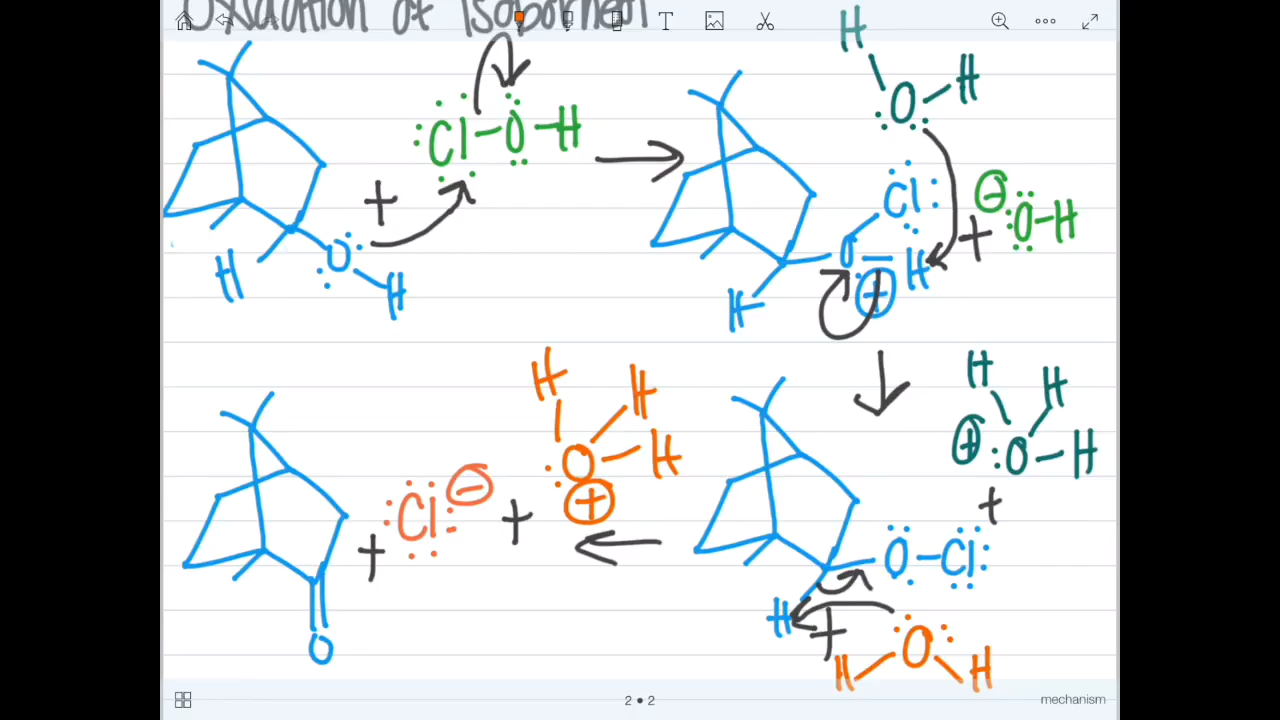 Oxidation of Isoborneol
H
O H
Cl-O-H
+
O
H
H
Cl
+
⊖ O-H
O - H
⊕
H
H
H
H
H
H
⊕ O - H
Cl ⊖
O H
⊕
+
+
+
O - Cl
H
+
O
O
H H
2 • 2
mechanism
T